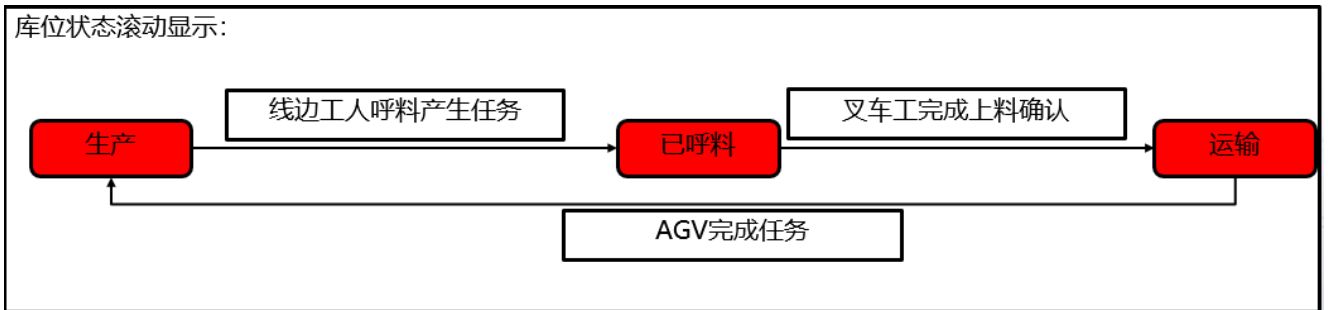 库位状态滚动显示：
线边工人呼料产生任务
叉车工完成上料确认
生产
已呼料
运输
AGV完成任务